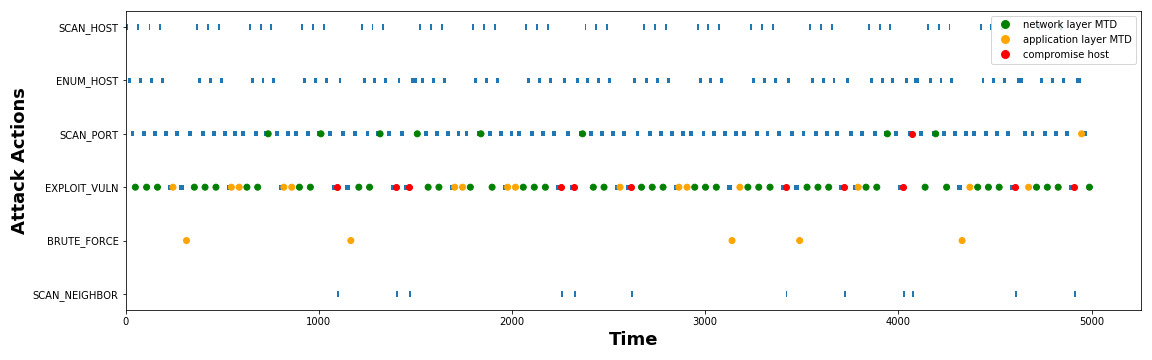 SCAN_HOST
ENUM_HOST
SCAN_PORT
EXPLOIT_VULN
BRUTE_FORCE
SCAN_NEIGHBOR
Attack Actions
network layer MTD
application layer MTD
compromise host
0 1000 2000 3000 4000 5000
Time